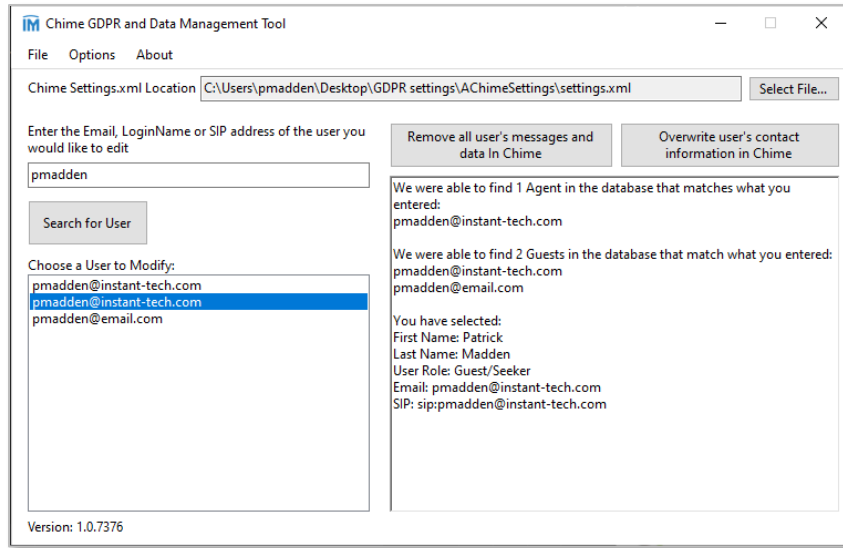 IM Chime GDPR and Data Management Tool
File Options About
Chime Settings.xml Location C:\Users\pmadden\Desktop\GDPR settings\AChimeSettings\settings.xml Select File...
Enter the Email, LoginName or SIP address of the user you
would like to edit
pmadden
Search for User
Choose a User to Modify:
pmadden@instant-tech.com
pmadden@instant-tech.com
pmadden@email.com
Remove all user's messages and
data In Chime
Overwrite user's contact
information in Chime
We were able to find 1 Agent in the database that matches what you
entered:
pmadden@instant-tech.com
We were able to find 2 Guests in the database that match what you entered:
pmadden@instant-tech.com
pmadden@email.com
You have selected:
First Name: Patrick
Last Name: Madden
User Role: Guest/Seeker
Email: pmadden@instant-tech.com
SIP: sip:pmadden@instant-tech.com
Version: 1.0.7376